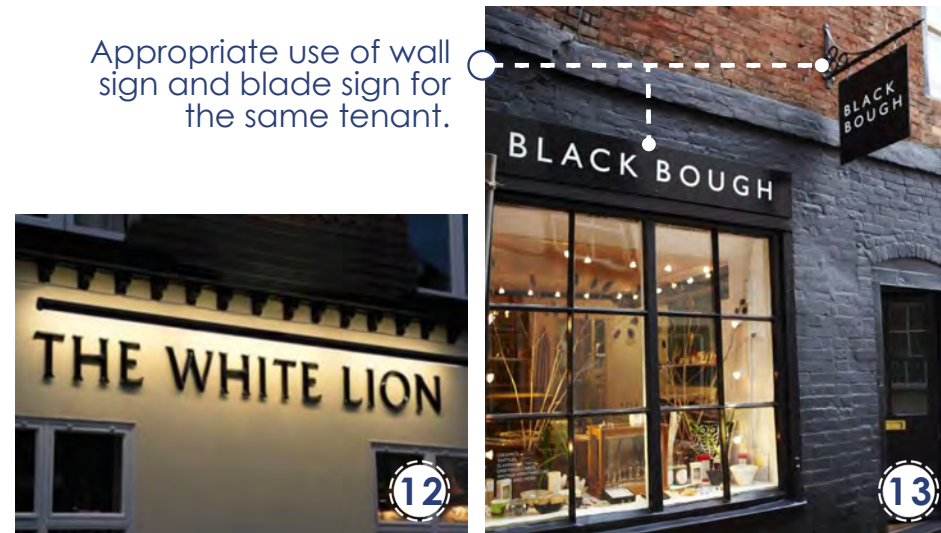 Appropriate use of wall
sign and blade sign for
the same tenant.
BLACK
BOUGH
BLACK BOUGH
THE WHITE LION
12
13